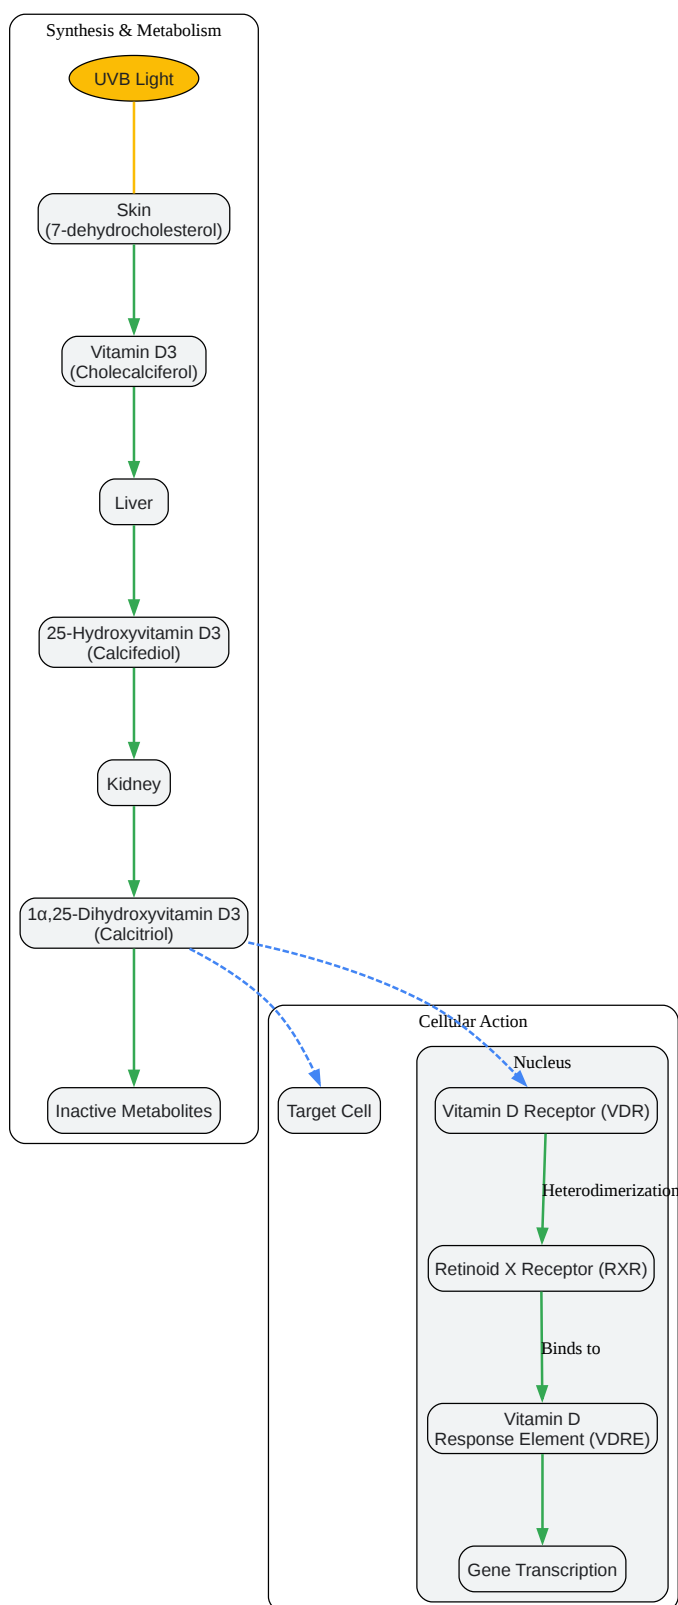 Synthesis & Metabolism
UVB Light
Skin
(7-dehydrocholesterol)
Vitamin D3
(Cholecalciferol)
Liver
25-Hydroxyvitamin D3
(Calcifediol)
Kidney
1α,25-Dihydroxyvitamin D3
(Calcitriol)
Inactive Metabolites
Cellular Action
Nucleus
Target Cell
Vitamin D Receptor (VDR)
Heterodimerization
Retinoid X Receptor (RXR)
Binds to
Vitamin D
Response Element (VDRE)
Gene Transcription